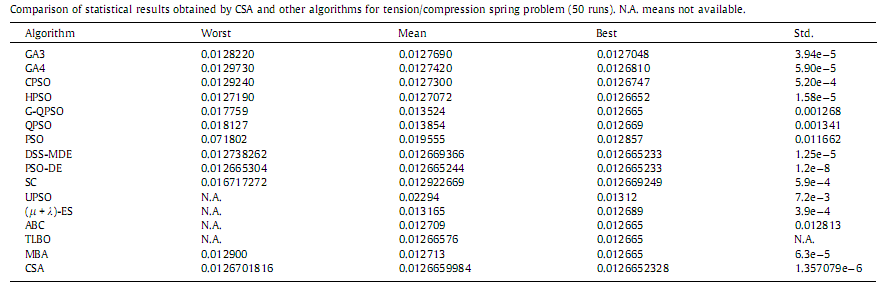 Comparison of statistical results obtained by CSA and other algorithms for tension/compression spring problem (50 runs). N.A. means not available.
Algorithm Worst Mean Best Std.
GA3 0.0128220 0.0127690 0.0127048 3.94e−5
GA4 0.0129730 0.0127420 0.0126810 5.90e−5
CPSO 0.0129240 0.0127300 0.0126747 5.20e−4
HPSO 0.0127190 0.0127072 0.0126652 1.58e−5
G-QPSO 0.017759 0.013524 0.012665 0.001268
QPSO 0.018127 0.013854 0.012669 0.001341
PSO 0.071802 0.019555 0.012857 0.011662
DSS-MDE 0.012738262 0.012669366 0.012665233 1.25e−5
PSO-DE 0.012665304 0.012665244 0.012665233 1.2e−8
SC 0.016717272 0.012922669 0.012669249 5.9e−4
UPSO N.A. 0.02294 0.01312 7.2e−3
(μ + λ)-ES N.A. 0.013165 0.012689 3.9e−4
ABC N.A. 0.012709 0.012665 0.012813
TLBO N.A. 0.01266576 0.012665 N.A.
MBA 0.012900 0.012713 0.012665 6.3e−5
CSA 0.0126701816 0.0126659984 0.0126652328 1.357079e−6